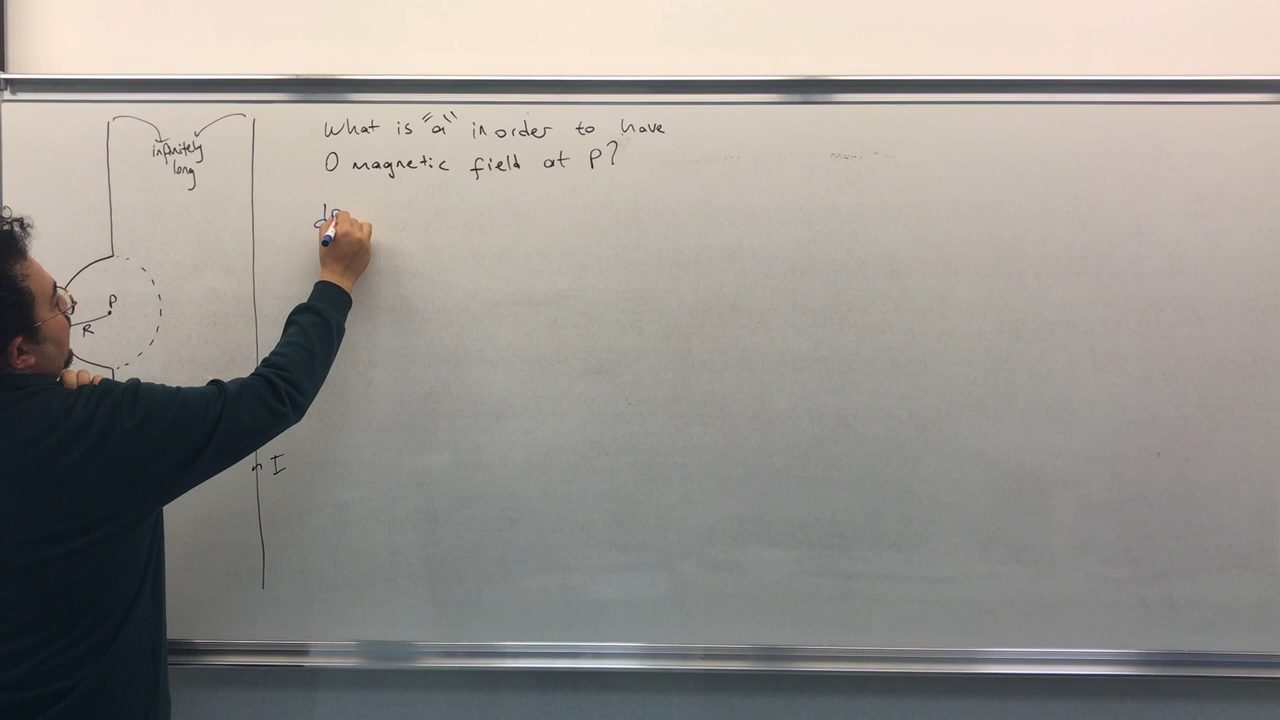 What is "a" in order to have
0 magnetic field at P?
infinitely
long
P
R
I